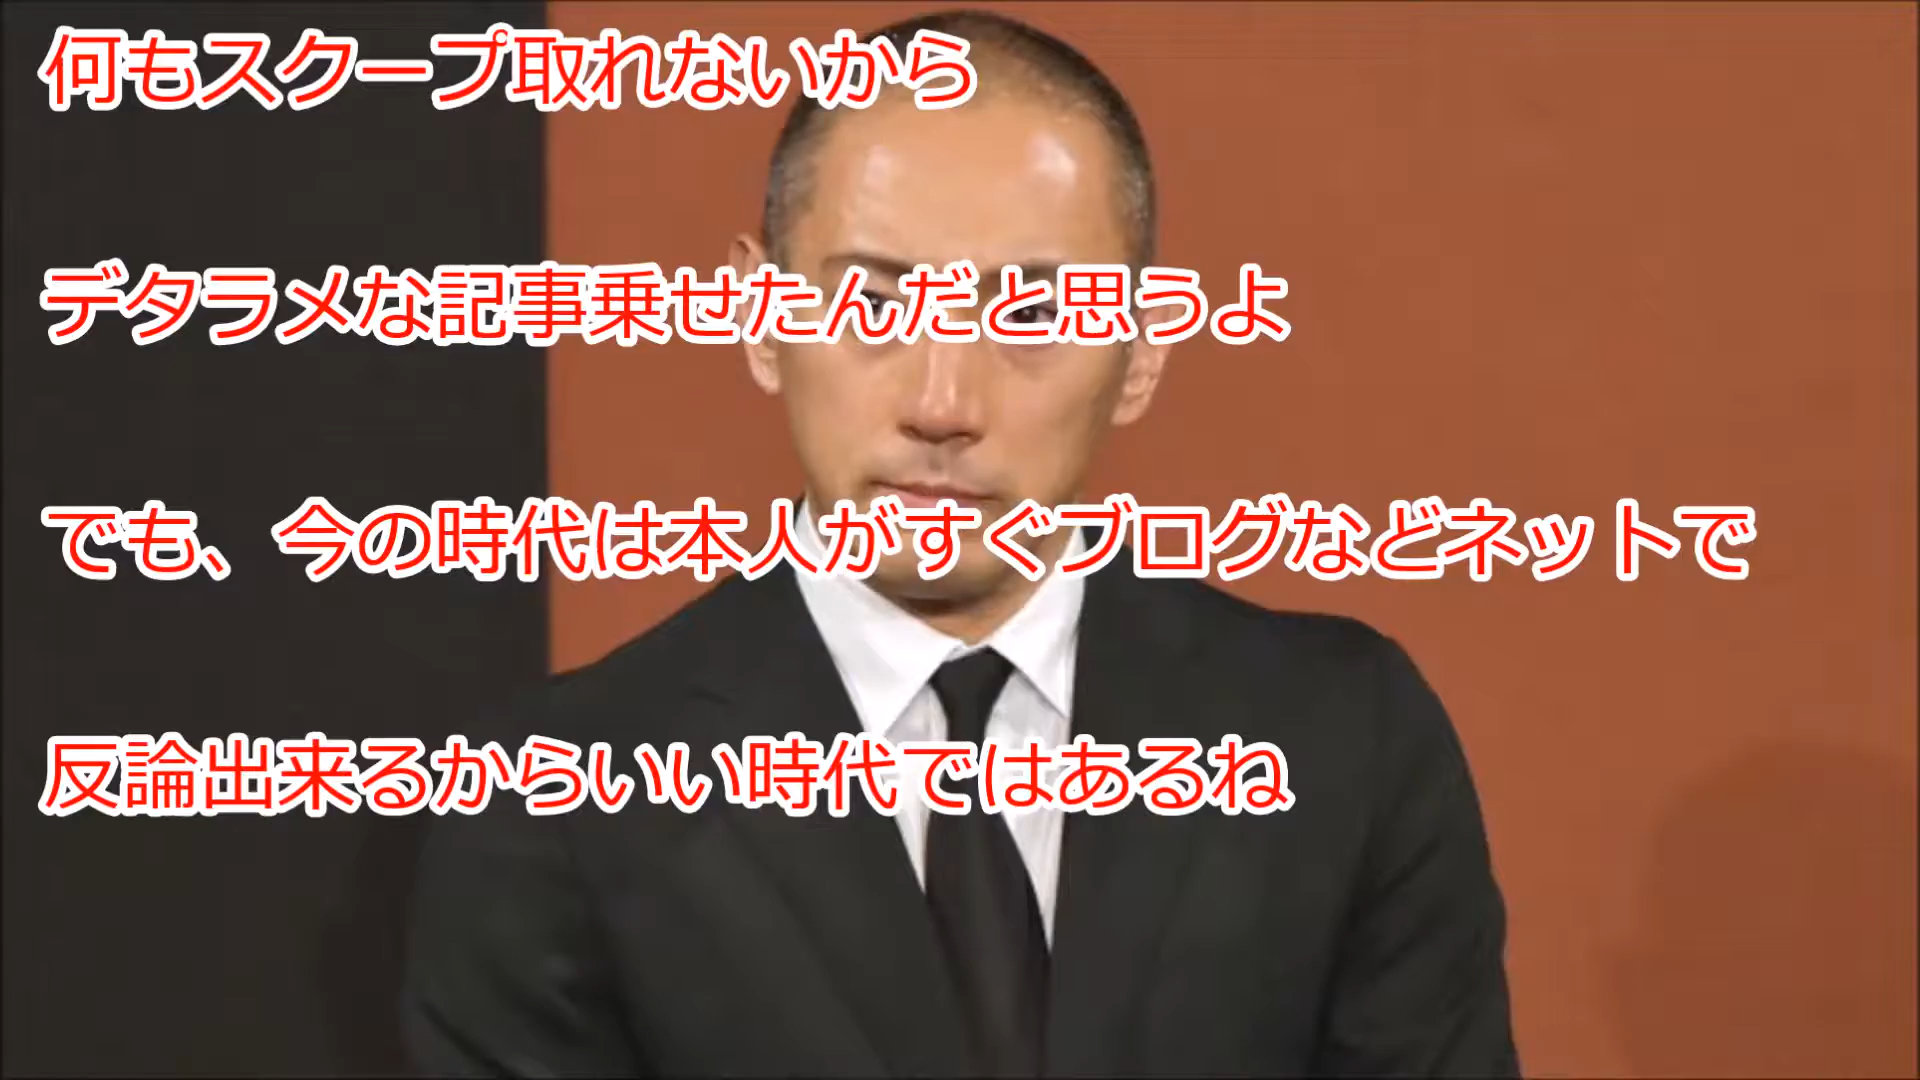 何もスクープ取れないから
デタラメな記事乗せたんだと思うよ
でも、今の時代は本人がすぐブログなどネットで
反論出来るからいい時代ではあるね